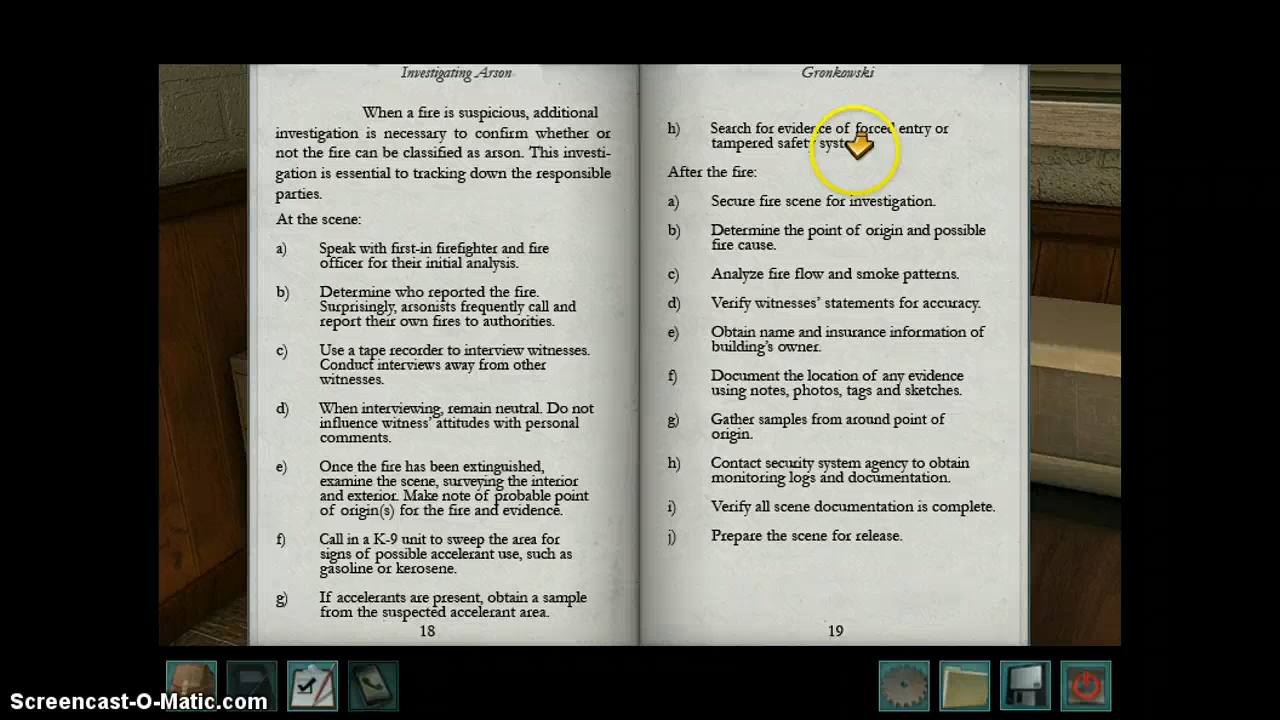 Investigating Arson
When a fire is suspicious, additional
investigation is necessary to confirm whether or
not the fire can be classified as arson. This investi-
gation is essential to tracking down the responsible
parties.
At the scene:
a) Speak with first-in firefighter and fire
officer for their initial analysis.
b) Determine who reported the fire.
Surprisingly, arsonists frequently call and
report their own fires to authorities.
c) Use a tape recorder to interview witnesses.
Conduct interviews away from other
witnesses.
d) When interviewing, remain neutral. Do not
influence witness' attitudes with personal
comments.
e) Once the fire has been extinguished,
examine the scene, surveying the interior
and exterior. Make note of probable point
of origin(s) for the fire and evidence.
f) Call in a K-9 unit to sweep the area for
signs of possible accelerant use, such as
gasoline or kerosene.
g) If accelerants are present, obtain a sample
from the suspected accelerant area.
18
Gronkowski
h) Search for evidence of forced entry or
tampered safety
After the fire:
a) Secure fire scene for investigation.
b) Determine the point of origin and possible
fire cause.
c) Analyze fire flow and smoke patterns.
d) Verify witnesses' statements for accuracy.
e) Obtain name and insurance information of
building's owner.
f) Document the location of any evidence
using notes, photos, tags and sketches.
g) Gather samples from around point of
origin.
h) Contact security system agency to obtain
monitoring logs and documentation.
i) Verify all scene documentation is complete.
j) Prepare the scene for release.
19
Screencast-O-Matic.com